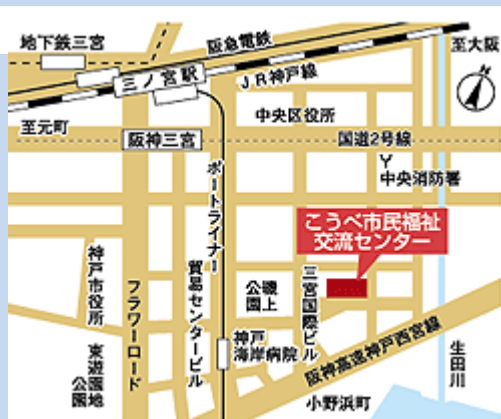 地下鉄三宮
阪急電鉄
至大阪
三ノ宮駅
JR神戸線
至元町
中央区役所
阪神三宮
国道2号線
Y
中央消防署
ポートライナー
こうべ市民福祉
交流センター
神戸市役所
フラワーロード
貿易センタービル
磯上
公園
三宮国際ビル
神戸
海岸病院
東遊園地
公園
阪神高速神戸西宮線
生田川
小野浜町